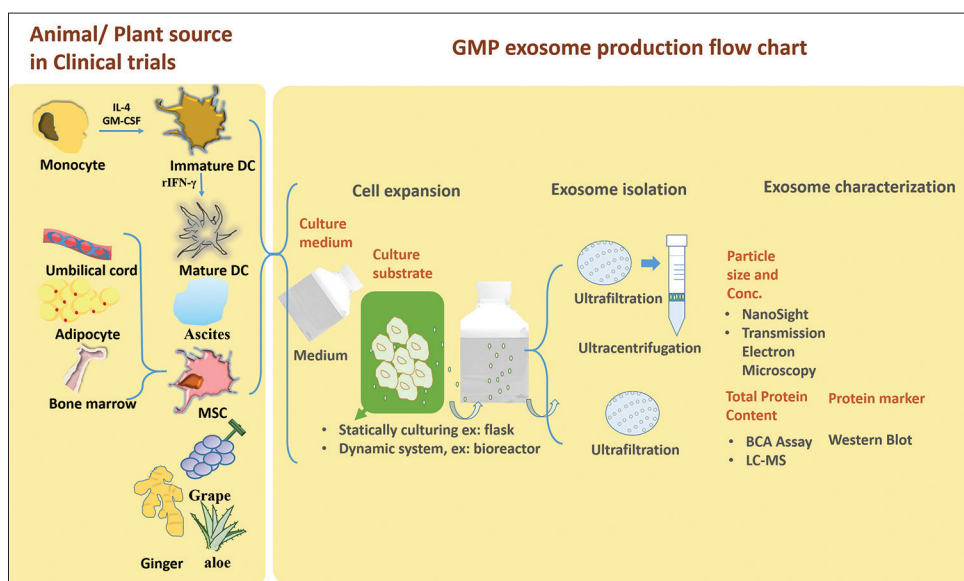 Animal/ Plant source
in Clinical trials
GMP exosome production flow chart
IL-4
GM-CSF
Monocyte
Immature DC
rIFN-γ
Umbilical cord
Mature DC
Adipocyte
Ascites
Bone marrow
MSC
Grape
Ginger
aloe
Cell expansion
Culture
medium
Culture
substrate
Medium
• Statically culturing ex: flask
• Dynamic system, ex: bioreactor
Exosome isolation
Ultrafiltration
Ultracentrifugation
Ultrafiltration
Exosome characterization
Particle
size and
Conc.
• NanoSight
• Transmission
Electron
Microscopy
Total Protein
Content
• BCA Assay
• LC-MS
Protein marker
Western Blot